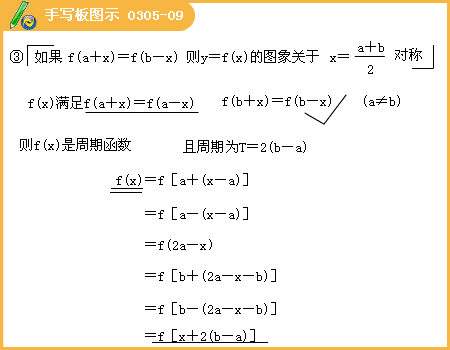 手写板图示 0305-09
③ 如果 f(a+x)=f(b-x) 则y=f(x)的图象关于 x= a+b/2 对称
f(x)满足f(a+x)=f(a-x) f(b+x)=f(b-x) (a≠b)
则f(x)是周期函数 且周期为T=2(b-a)
f(x)=f[a+(x-a)]
=f[a-(x-a)]
=f(2a-x)
=f[b+(2a-x-b)]
=f[b-(2a-x-b)]
=f[x+2(b-a)]